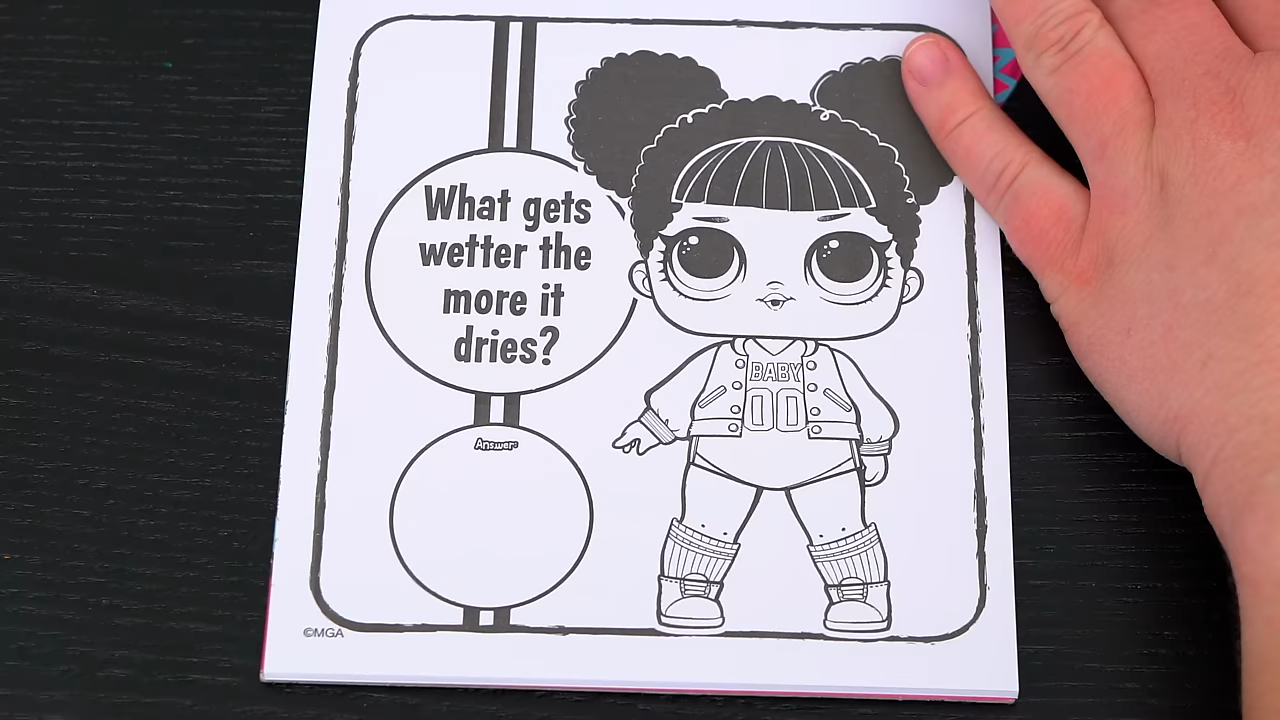 What gets
wetter the
more it
dries?
Answer:
BABY
00
©MGA